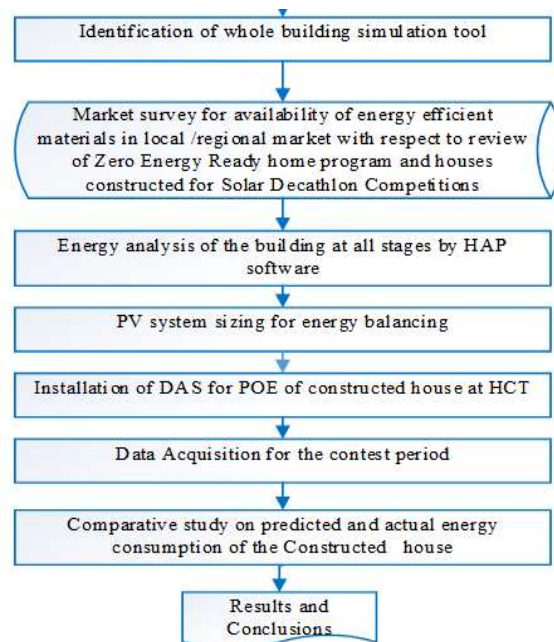 Identification of whole building simulation tool
Market survey for availability of energy efficient
materials in local /regional market with respect to review
of Zero Energy Ready home program and houses
constructed for Solar Decathlon Competitions
Energy analysis of the building at all stages by HAP
software
PV system sizing for energy balancing
Installation of DAS for POE of constructed house at HCT
Data Acquisition for the contest period
Comparative study on predicted and actual energy
consumption of the Constructed house
Results and
Conclusions